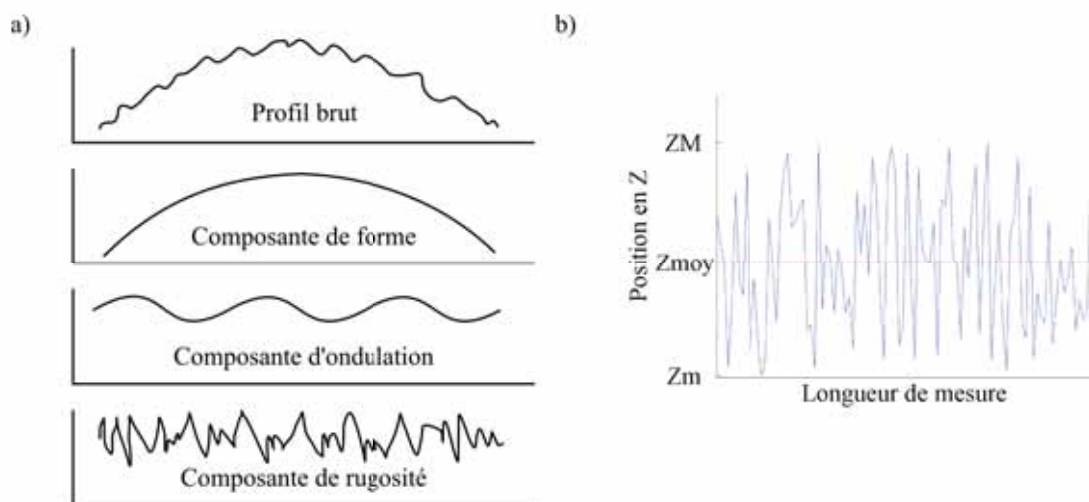 a)
Profil brut
Composante de forme
Composante d'ondulation
Composante de rugosité
b)
Position en Z
ZM
Zmoy
Zm
Longueur de mesure